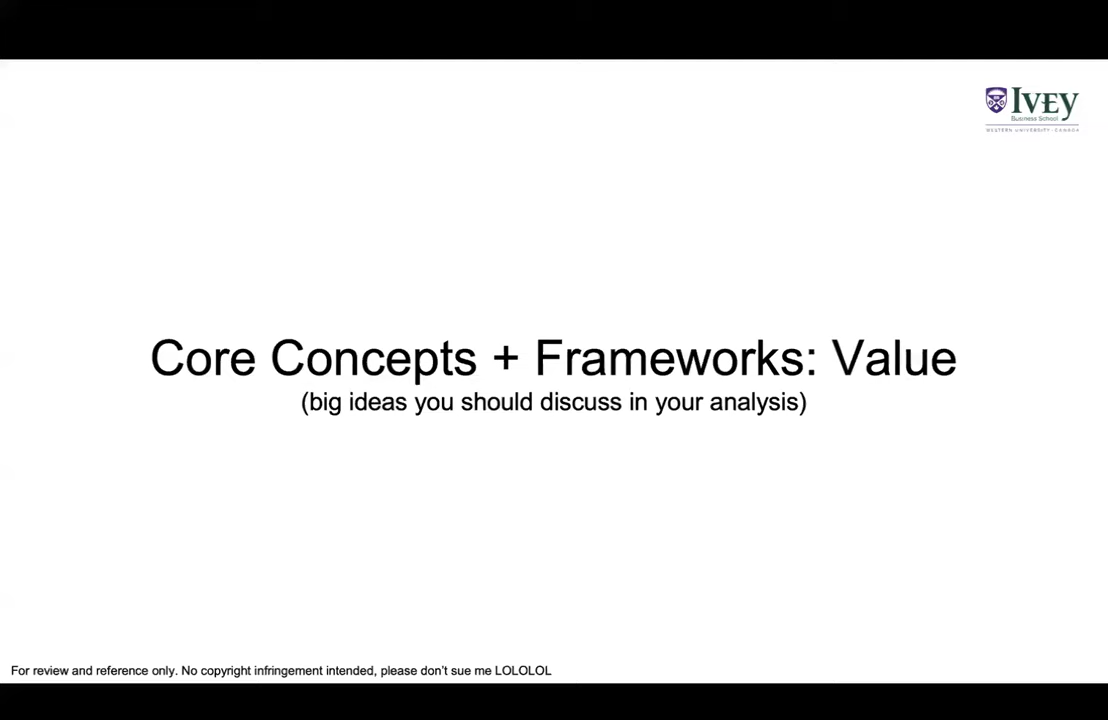 IVEY
Business School
WESTERN UNIVERSITY · CANADA
Core Concepts + Frameworks: Value
(big ideas you should discuss in your analysis)
For review and reference only. No copyright infringement intended, please don't sue me LOLOLOL